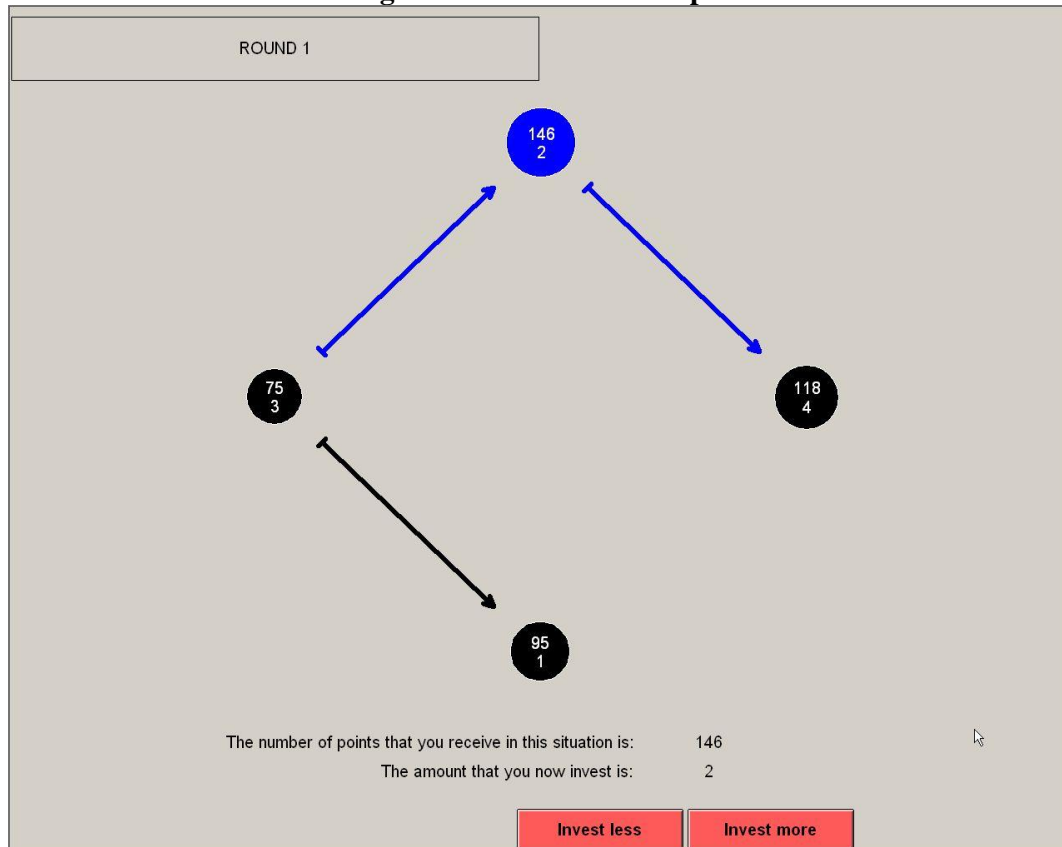 ROUND 1
146
2
75
3
118
4
95
1
The number of points that you receive in this situation is: 146
The amount that you now invest is: 2
Invest less Invest more